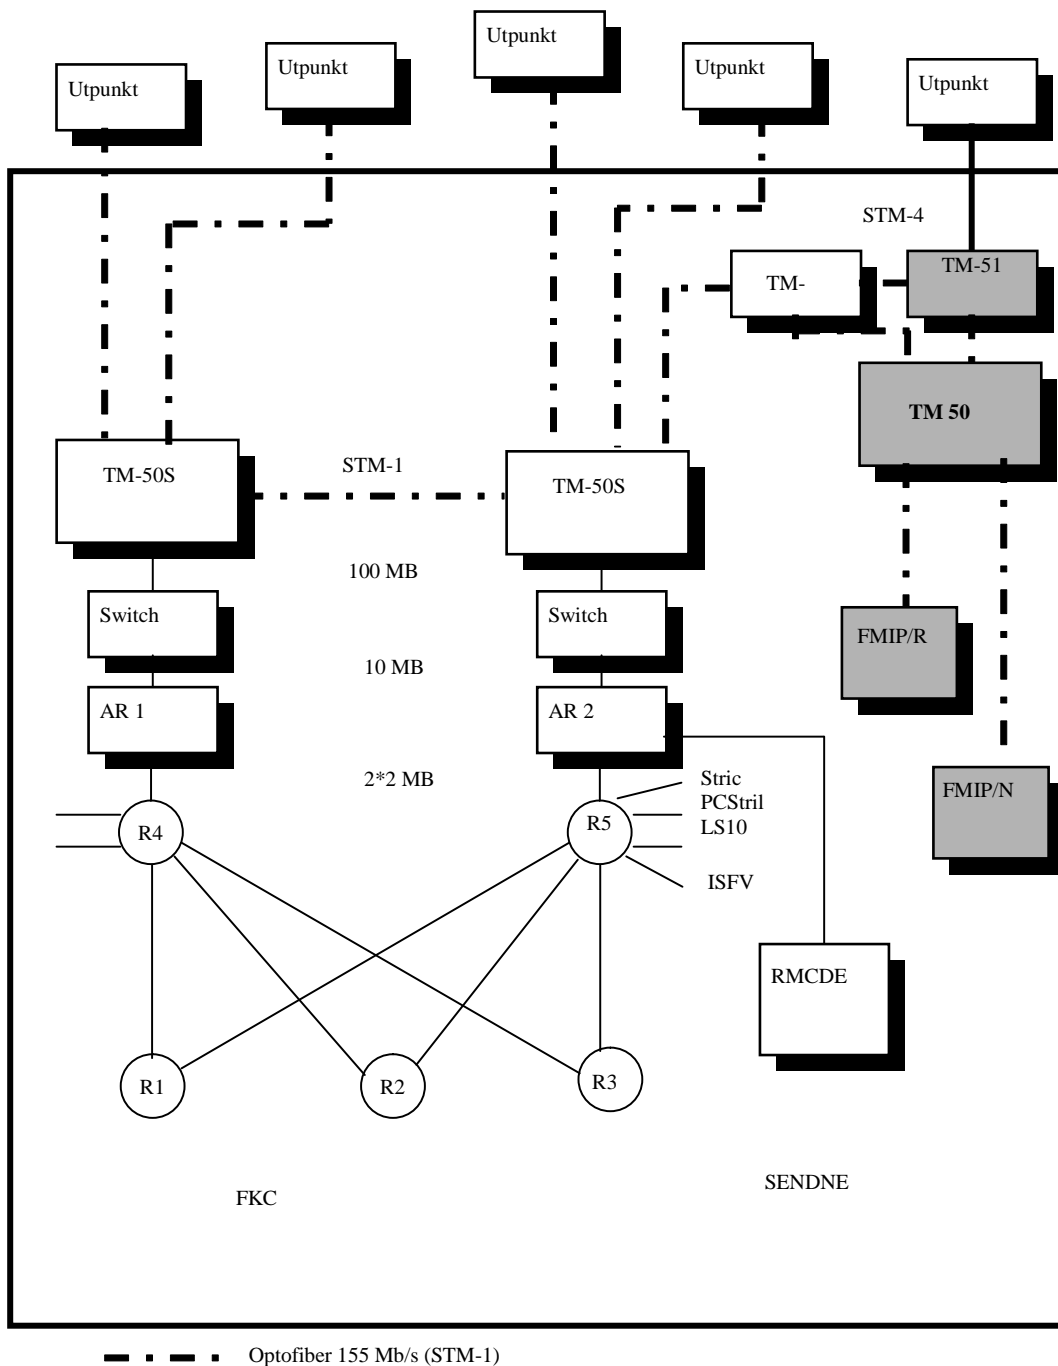 Utpunkt
Utpunkt
Utpunkt
Utpunkt
Utpunkt
STM-4
TM-
TM-51
TM 50
TM-50S
STM-1
TM-50S
100 MB
Switch
Switch
FMIP/R
10 MB
AR 1
AR 2
2*2 MB
Stric
PCStril
LS10
FMIP/N
R4
R5
ISFV
RMCDE
R1
R2
R3
SENDNE
FKC
Optofiber 155 Mb/s (STM-1)